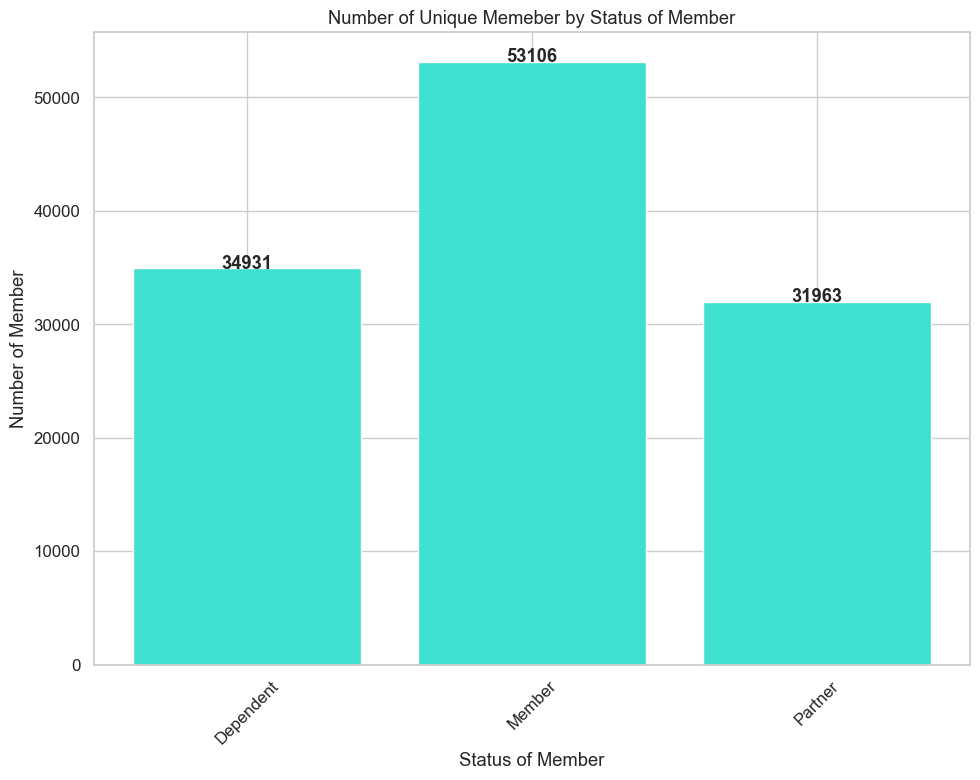 Number of Unique Memeber by Status of Member
53106
50000
40000
34931
31963
30000
20000
10000
0
Number of Member
Dependent
Member
Partner
Status of Member